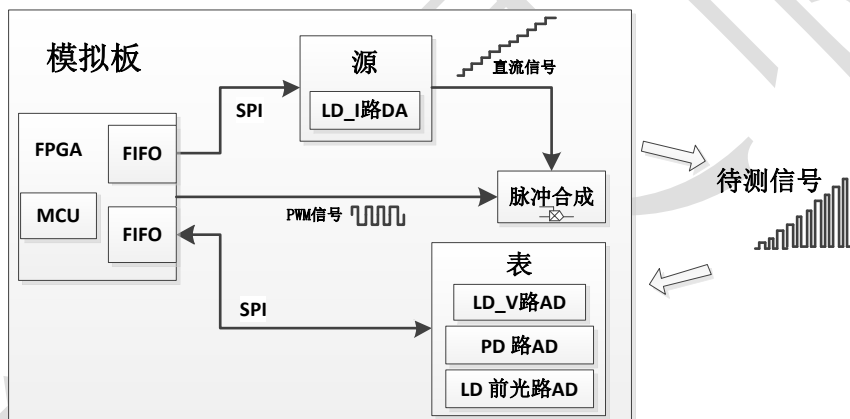 模拟板
源
LD_I路DA
直流信号
SPI
FPGA
FIFO
MCU
FIFO
PWM信号
脉冲合成
待测信号
SPI
表
LD_V路AD
PD 路AD
LD 前光路AD